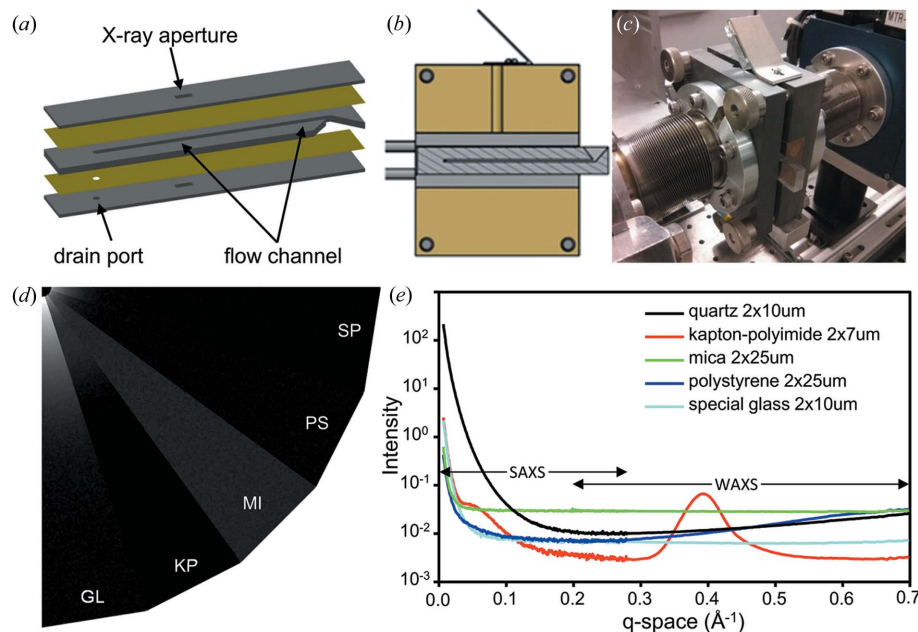 (a)
X-ray aperture
drain port
flow channel
(b)
(c)
MTR-
(d)
SP
PS
MI
KP
GL
(e)
Intensity
10²
10¹
10⁰
10⁻¹
10⁻²
10⁻³
quartz 2x10um
kapton-polyimide 2x7um
mica 2x25um
polystyrene 2x25um
special glass 2x10um
SAXS
WAXS
0.0 0.1 0.2 0.3 0.4 0.5 0.6 0.7
q-space (Å⁻¹)